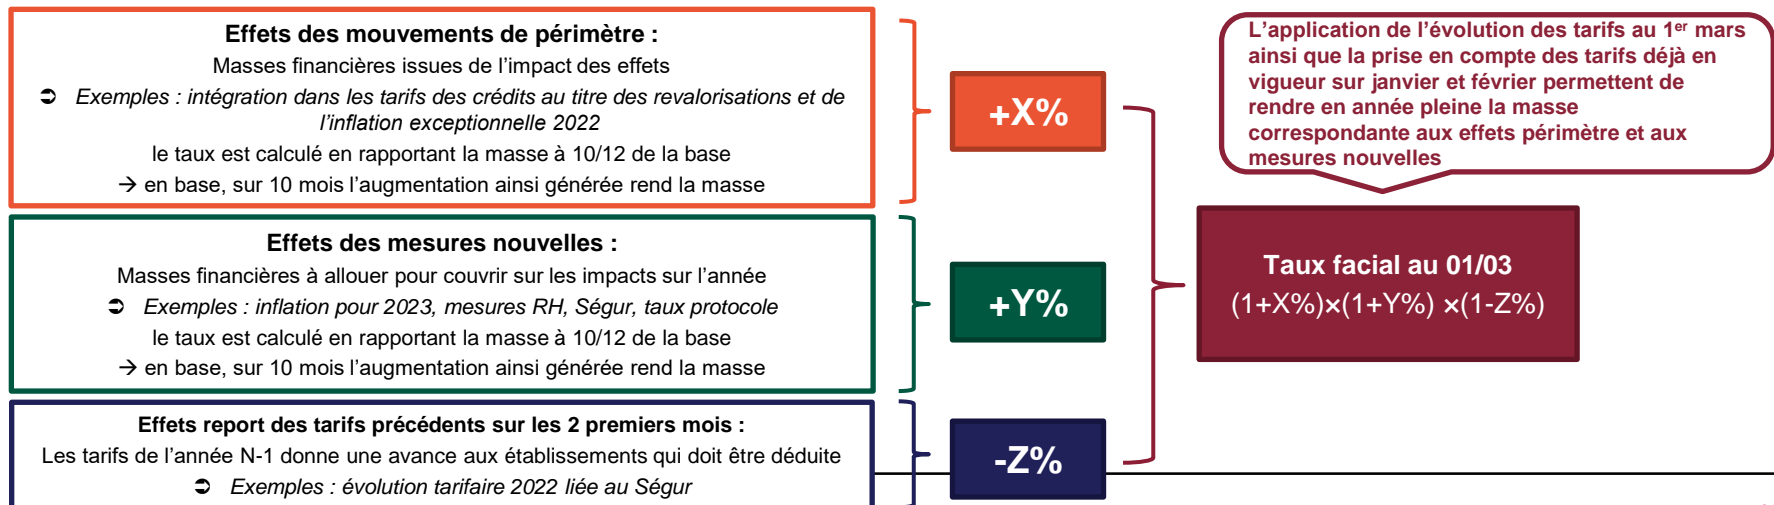 Effets des mouvements de périmètre :
Masses financières issues de l'impact des effets
➲ Exemples : intégration dans les tarifs des crédits au titre des revalorisations et de
l'inflation exceptionnelle 2022
le taux est calculé en rapportant la masse à 10/12 de la base
→ en base, sur 10 mois l'augmentation ainsi générée rend la masse
+X%
Effets des mesures nouvelles :
Masses financières à allouer pour couvrir sur les impacts sur l'année
➲ Exemples : inflation pour 2023, mesures RH, Ségur, taux protocole
le taux est calculé en rapportant la masse à 10/12 de la base
→ en base, sur 10 mois l'augmentation ainsi générée rend la masse
+Y%
Effets report des tarifs précédents sur les 2 premiers mois :
Les tarifs de l'année N-1 donne une avance aux établissements qui doit être déduite
➲ Exemples : évolution tarifaire 2022 liée au Ségur
-Z%
L'application de l'évolution des tarifs au 1er mars
ainsi que la prise en compte des tarifs déjà en
vigueur sur janvier et février permettent de
rendre en année pleine la masse
correspondante aux effets périmètre et aux
mesures nouvelles
Taux facial au 01/03
(1+X%)×(1+Y%) ×(1-Z%)